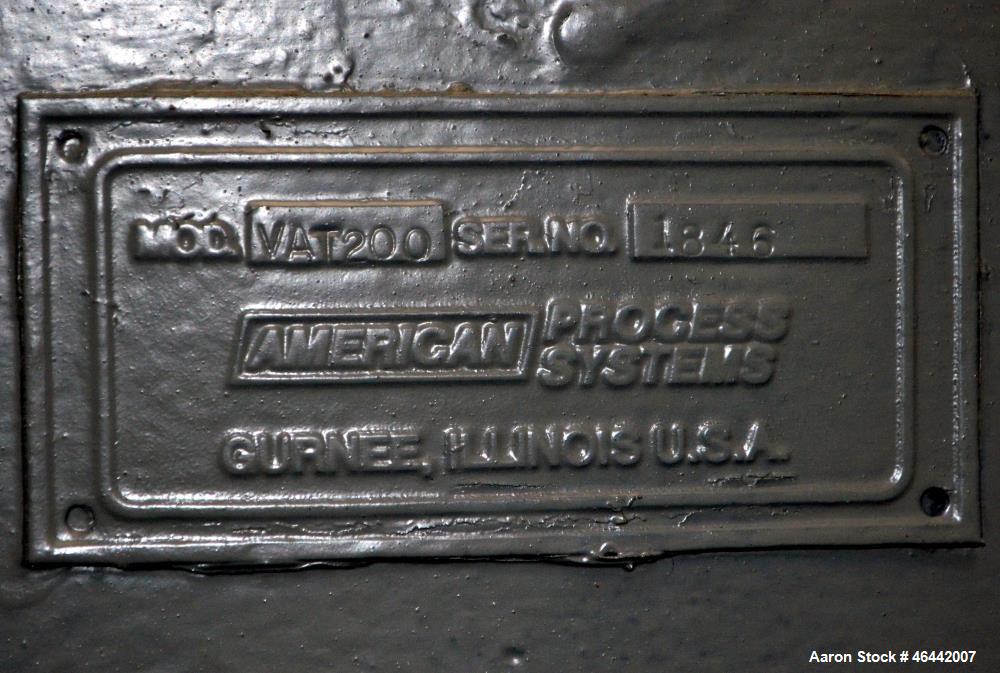 MOD. VAT200 SER.NO. 1846
AMERICAN PROCESS SYSTEMS
GURNEE, ILLINOIS U.S.A.
Aaron Stock # 46442007